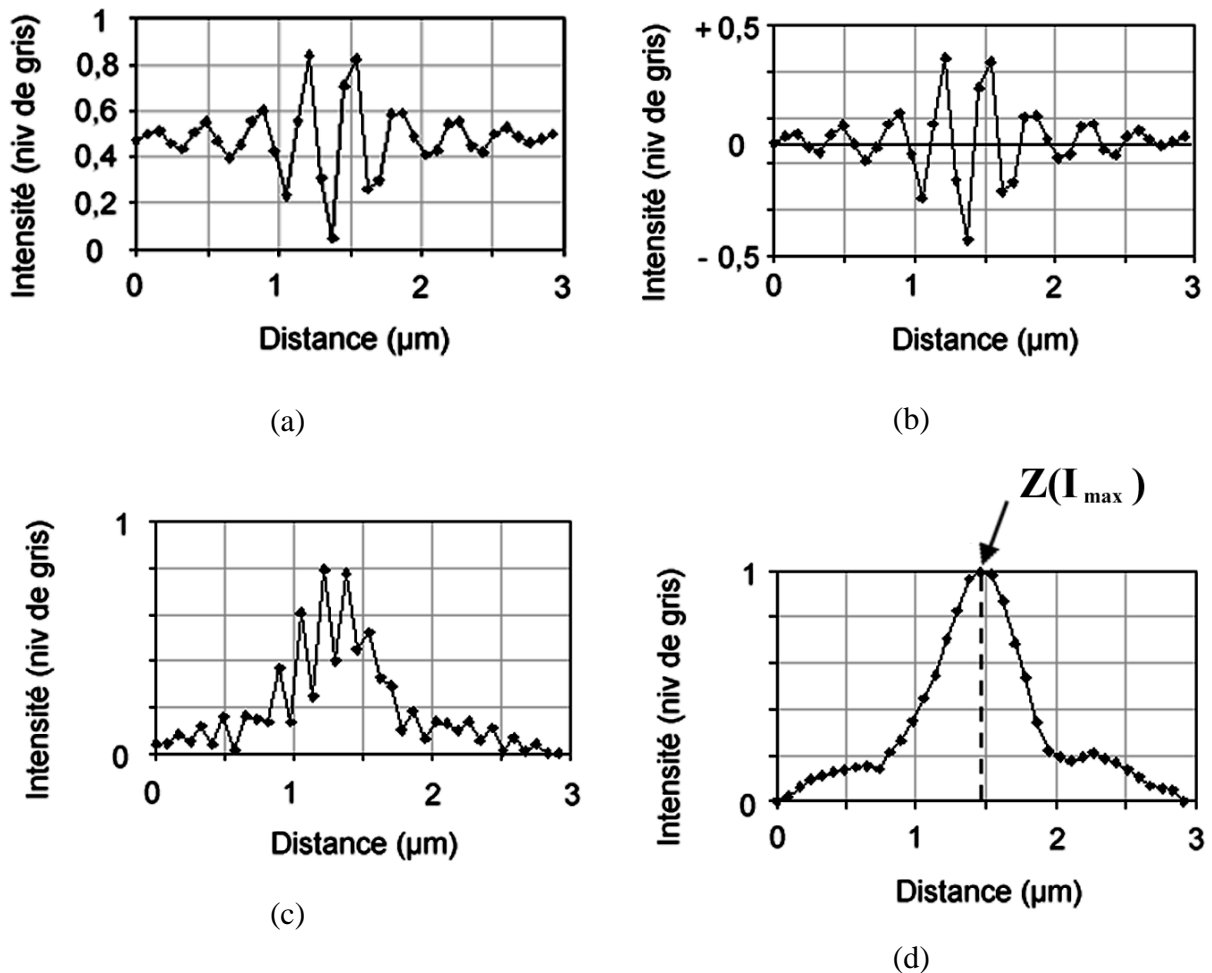 Intensité (niv de gris)
1
0,8
0,6
0,4
0,2
0
0 1 2 3
Distance (µm)
(a)
Intensité (niv de gris)
+ 0,5
0
- 0,5
0 1 2 3
Distance (µm)
(b)
Intensité (niv de gris)
1
0
0 1 2 3
Distance (µm)
(c)
Z(I max )
Intensité (niv de gris)
1
0
0 1 2 3
Distance (µm)
(d)